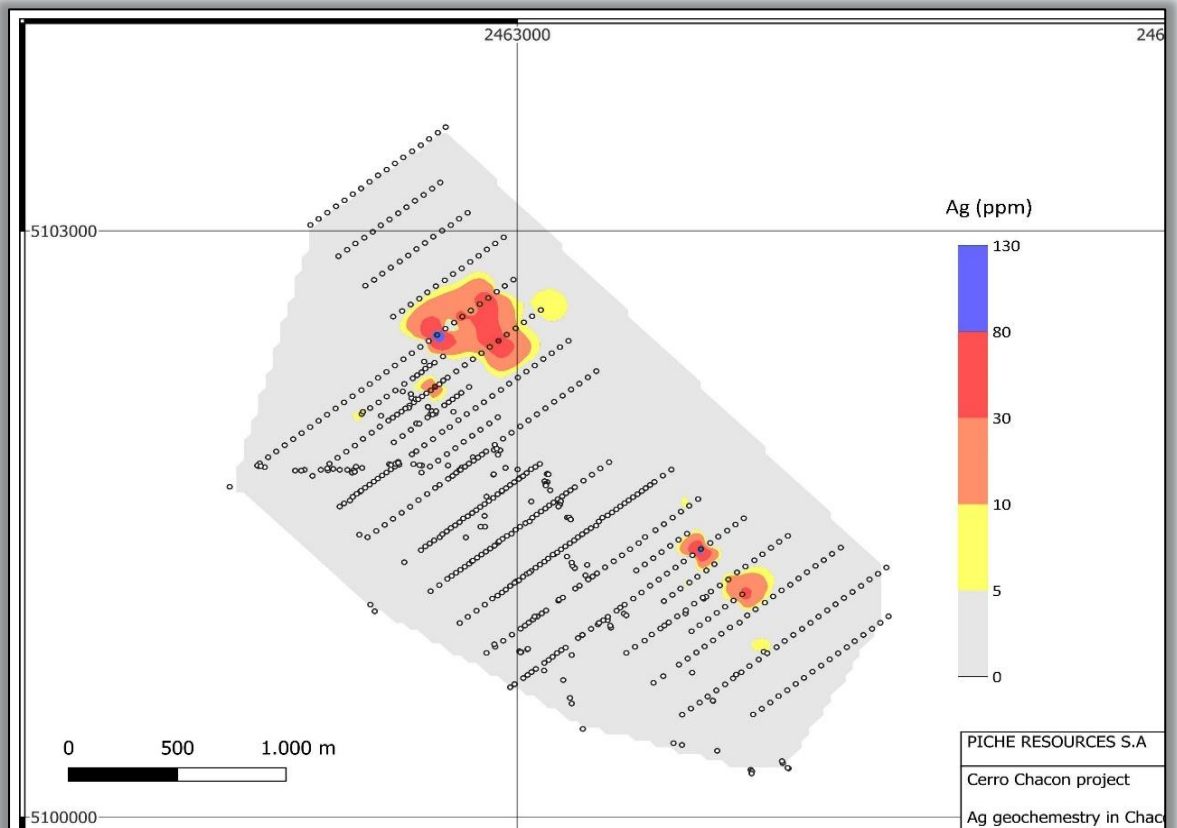 2463000
246
5103000
Ag (ppm)
130
80
30
10
5
0
0 500 1.000 m
PICHE RESOURCES S.A
Cerro Chacon project
Ag geochemestry in Chac
5100000